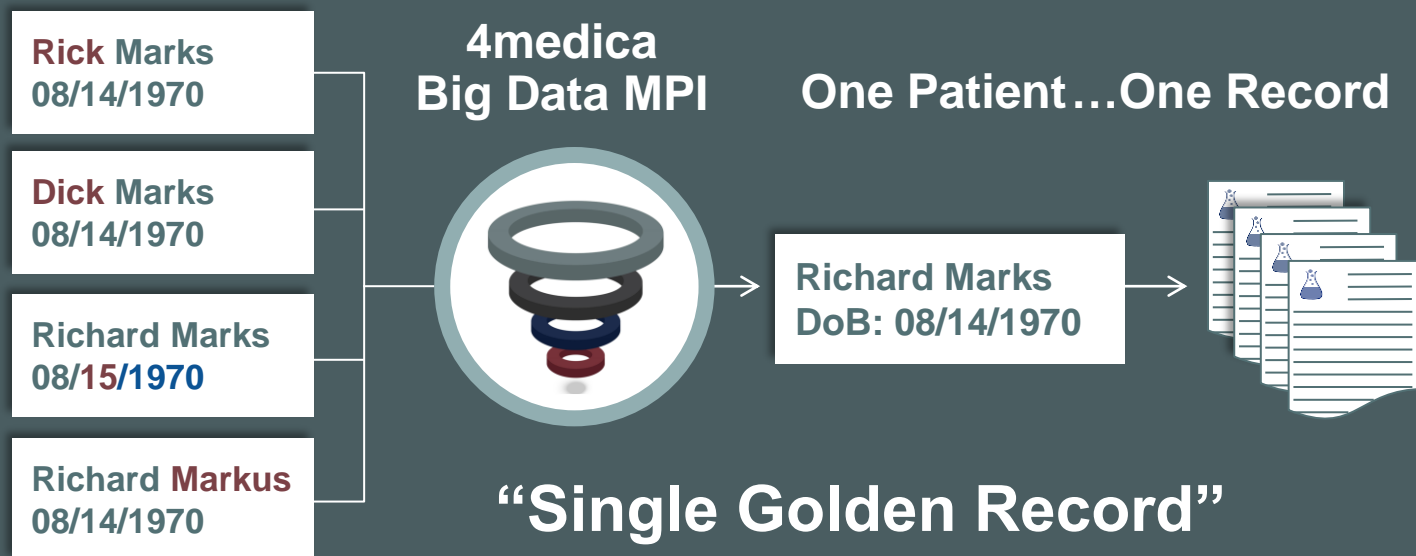 Rick Marks
08/14/1970
Dick Marks
08/14/1970
Richard Marks
08/15/1970
Richard Markus
08/14/1970
4medica
Big Data MPI
Richard Marks
DoB: 08/14/1970
One Patient...One Record
“Single Golden Record”